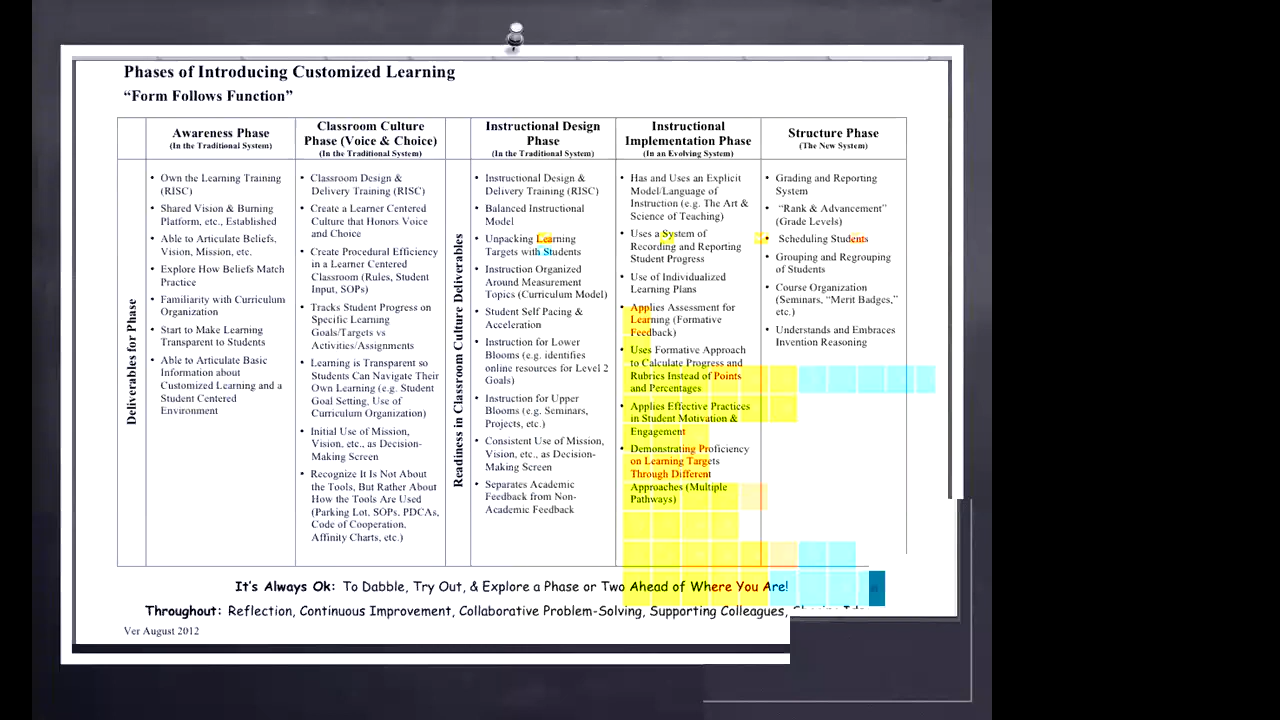 Phases of Introducing Customized Learning
“Form Follows Function”
Awareness Phase
(In the Traditional System)
Classroom Culture
Phase (Voice & Choice)
(In the Traditional System)
Instructional Design
Phase
(In the Traditional System)
Instructional
Implementation Phase
(In an Evolving System)
Structure Phase
(The New System)
Deliverables for Phase
• Own the Learning Training
(RISC)
• Shared Vision & Burning
Platform, etc., Established
• Able to Articulate Beliefs,
Vision, Mission, etc.
• Explore How Beliefs Match
Practice
• Familiarity with Curriculum
Organization
• Start to Make Learning
Transparent to Students
• Able to Articulate Basic
Information about
Customized Learning and a
Student Centered
Environment
• Classroom Design &
Delivery Training (RISC)
• Create a Learner Centered
Culture that Honors Voice
and Choice
• Create Procedural Efficiency
in a Learner Centered
Classroom (Rules, Student
Input, SOPs)
• Tracks Student Progress on
Specific Learning
Goals/Targets vs
Activities/Assignments
• Learning is Transparent so
Students Can Navigate Their
Own Learning (e.g. Student
Goal Setting, Use of
Curriculum Organization)
• Initial Use of Mission,
Vision, etc., as Decision-
Making Screen
• Recognize It Is Not About
the Tools, But Rather About
How the Tools Are Used
(Parking Lot, SOPs, PDCAs,
Code of Cooperation,
Affinity Charts, etc.)
Readiness in Classroom Culture Deliverables
• Instructional Design &
Delivery Training (RISC)
• Balanced Instructional
Model
• Unpacking Learning
Targets with Students
• Instruction Organized
Around Measurement
Topics (Curriculum Model)
• Student Self Pacing &
Acceleration
• Instruction for Lower
Blooms (e.g. identifies
online resources for Level 2
Goals)
• Instruction for Upper
Blooms (e.g. Seminars,
Projects, etc.)
• Consistent Use of Mission,
Vision, etc., as Decision-
Making Screen
• Separates Academic
Feedback from Non-
Academic Feedback
• Has and Uses an Explicit
Model/Language of
Instruction (e.g. The Art &
Science of Teaching)
• Uses a System of
Recording and Reporting
Student Progress
• Use of Individualized
Learning Plans
• Applies Assessment for
Learning (Formative
Feedback)
• Uses Formative Approach
to Calculate Progress and
Rubrics Instead of Points
and Percentages
• Applies Effective Practices
in Student Motivation &
Engagement
• Demonstrating Proficiency
on Learning Targets
Through Different
Approaches (Multiple
Pathways)
• Grading and Reporting
System
• “Rank & Advancement”
(Grade Levels)
• Scheduling Students
• Grouping and Regrouping
of Students
• Course Organization
(Seminars, “Merit Badges,”
etc.)
• Understands and Embraces
Invention Reasoning
It’s Always Ok: To Dabble, Try Out, & Explore a Phase or Two Ahead of Where You Are!
Throughout: Reflection, Continuous Improvement, Collaborative Problem-Solving, Supporting Colleagues,
Ver August 2012